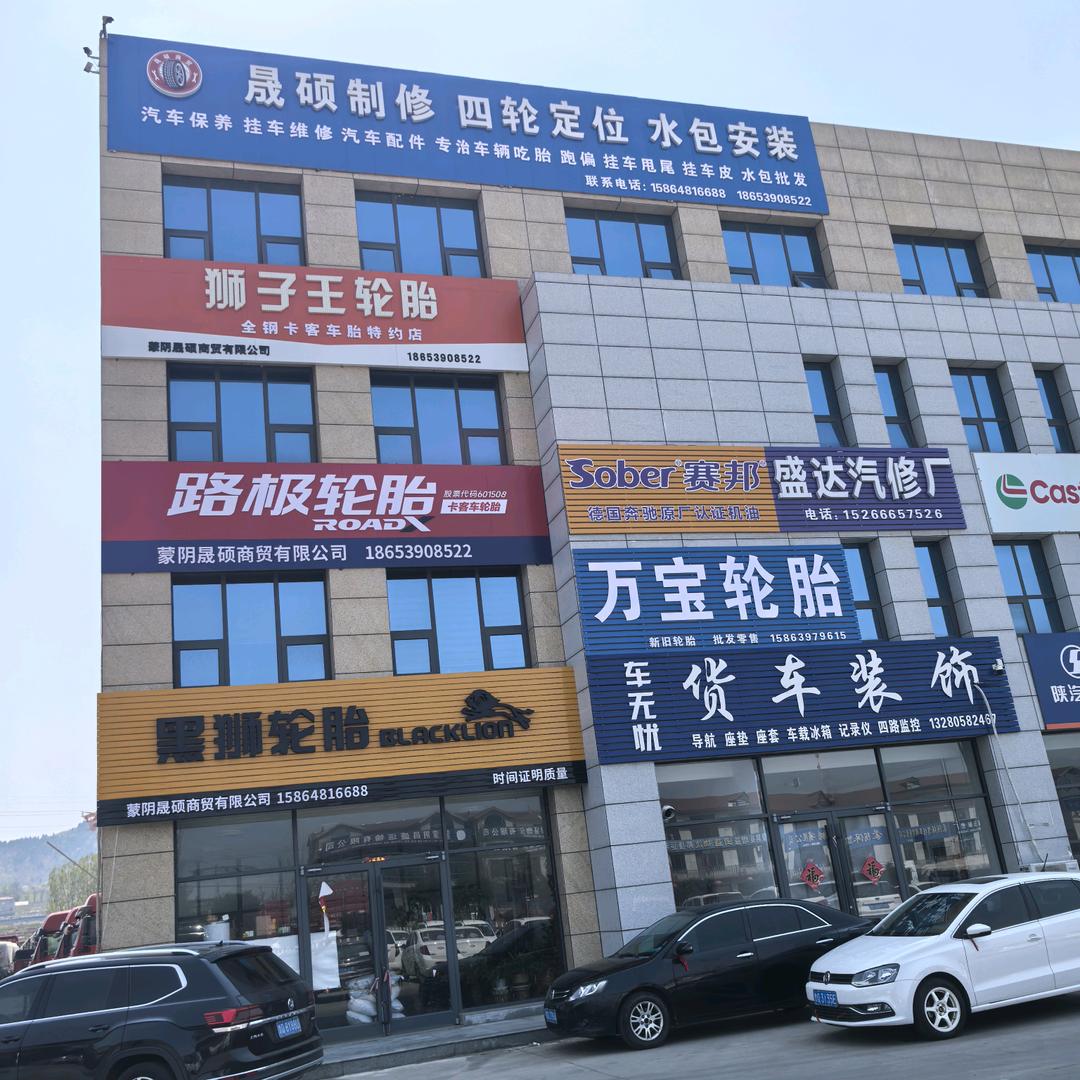 晟硕制修 四轮定位 水包安装
汽车保养 挂车维修 汽车配件 专治车辆吃胎 跑偏 挂车甩尾 挂车皮 水包批发
联系电话：15864816688 18653908522
狮子王轮胎
全钢卡客车胎特约店
蒙阴晟硕商贸有限公司 18653908522
路极轮胎
ROADX
股票代码601508
卡客车轮胎
蒙阴晟硕商贸有限公司 18653908522
黑狮轮胎 BLACKLION
时间证明质量
蒙阴晟硕商贸有限公司 15864816688
Sober® 赛邦®
德国奔驰原厂认证机油
盛达汽修厂
电话：15266657526
万宝轮胎
新旧轮胎 批发零售 15863979615
车无忧
货车装饰
导航 座垫 座套 车载冰箱 记录仪 四路监控 13280582467
Cast
陕汽
福
福